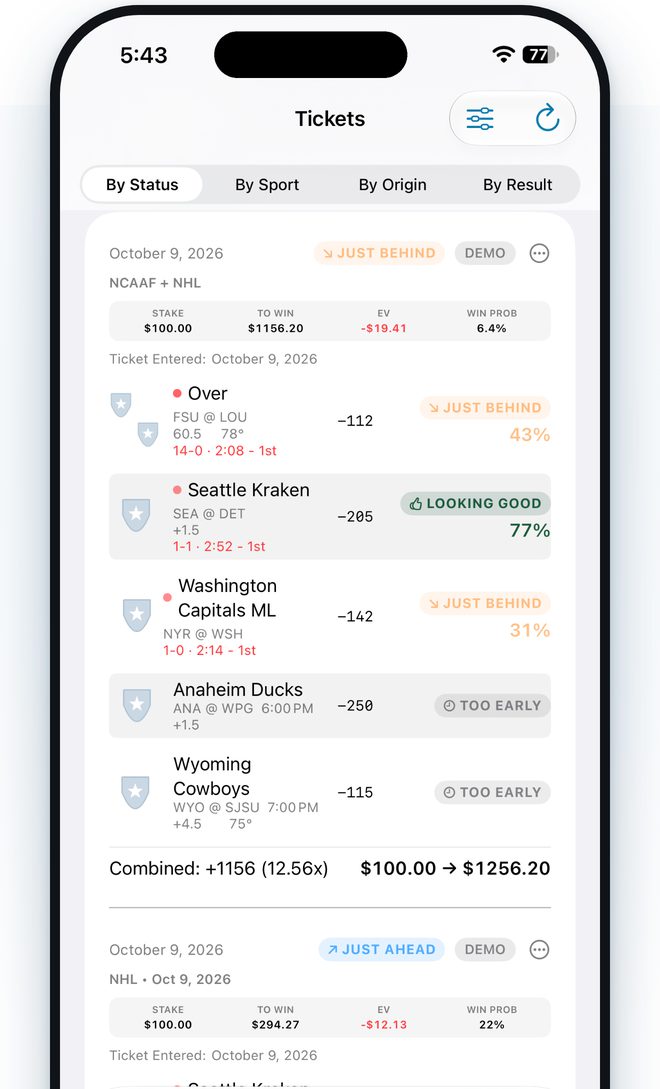 5:43
77
Tickets
By Status By Sport By Origin By Result
October 9, 2026 JUST BEHIND DEMO
NCAAF + NHL
STAKE TO WIN EV WIN PROB
$100.00 $1156.20 -$19.41 6.4%
Ticket Entered: October 9, 2026
Over
FSU @ LOU
60.5 78°
14-0 · 2:08 - 1st
−112
JUST BEHIND
43%
Seattle Kraken
SEA @ DET
+1.5
1-1 · 2:52 - 1st
−205
LOOKING GOOD
77%
Washington
Capitals ML
NYR @ WSH
1-0 · 2:14 - 1st
−142
JUST BEHIND
31%
Anaheim Ducks
ANA @ WPG 6:00 PM
+1.5
−250
TOO EARLY
Wyoming
Cowboys
WYO @ SJSU 7:00 PM
+4.5 75°
−115
TOO EARLY
Combined: +1156 (12.56x) $100.00 → $1256.20
October 9, 2026 JUST AHEAD DEMO
NHL • Oct 9, 2026
STAKE TO WIN EV WIN PROB
$100.00 $294.27 -$12.13 22%
Ticket Entered: October 9, 2026